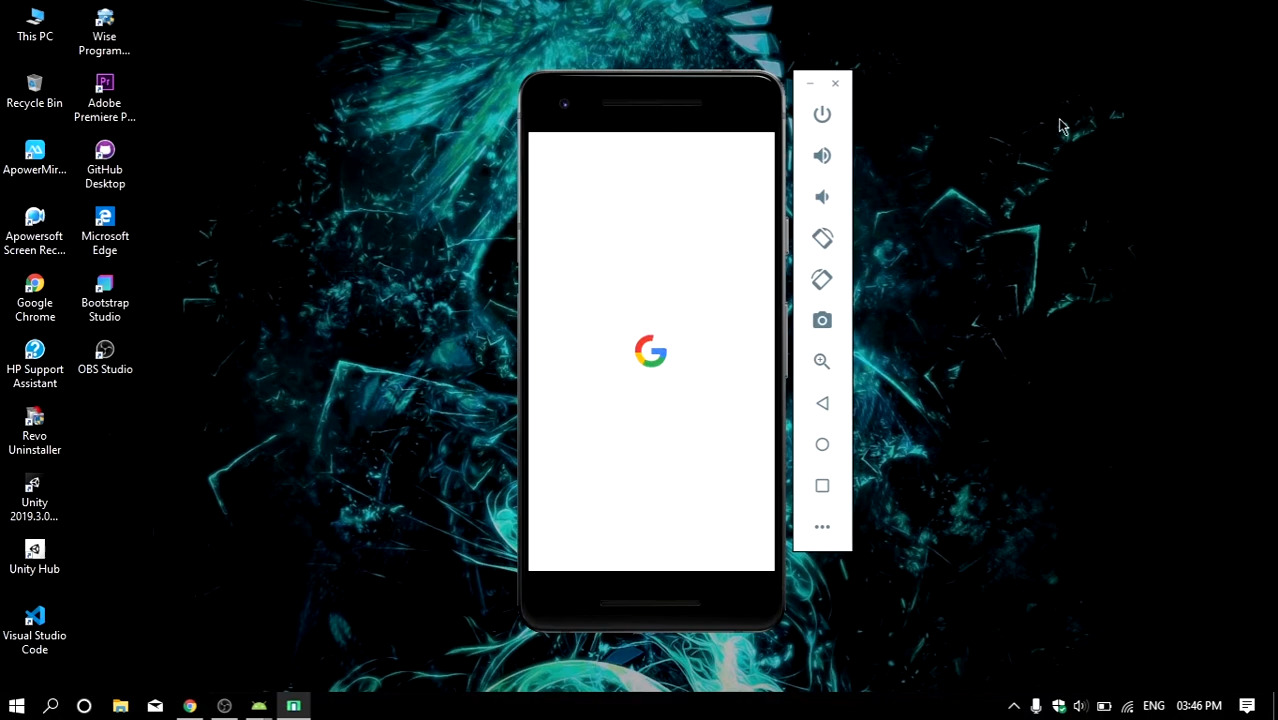 This PC
Wise
Program...
Recycle Bin
Adobe
Premiere P...
ApowerMir...
GitHub
Desktop
Apowersoft
Screen Rec...
Microsoft
Edge
Google
Chrome
Bootstrap
Studio
HP Support
Assistant
OBS Studio
Revo
Uninstaller
Unity
2019.3.0...
Unity Hub
Visual Studio
Code
ENG
03:46 PM